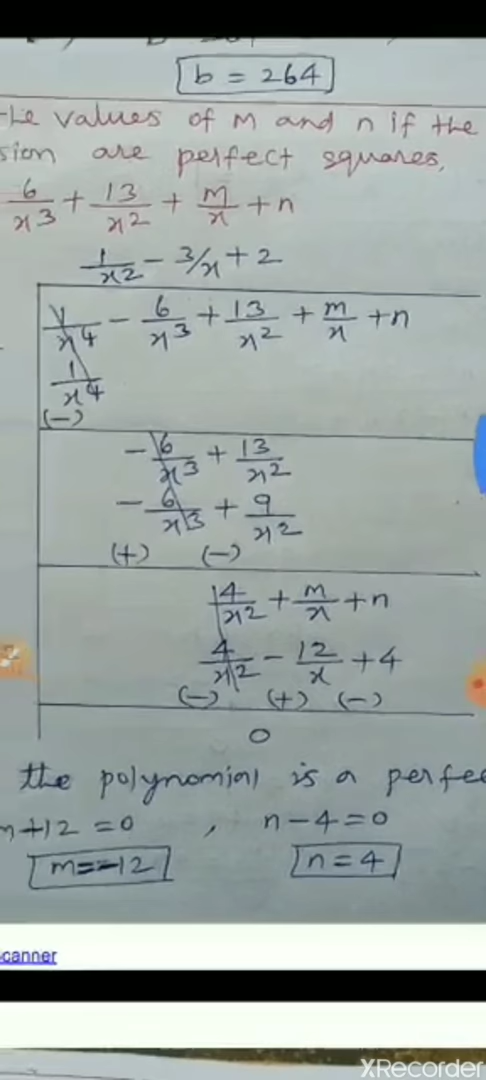 b = 264
the values of m and n if the
sion are perfect squares,
6/x³ + 13/x² + m/x + n
1/x² - 3/x + 2
1/x⁴ - 6/x³ + 13/x² + m/x + n
1/x⁴
(-)
- 6/x³ + 13/x²
- 6/x³ + 9/x²
(+) (-)
4/x² + m/x + n
4/x² - 12/x + 4
(-) (+) (-)
0
the polynomial is a perfe
m+12 = 0 , n-4 = 0
m = -12 n = 4
canner
XRecorder